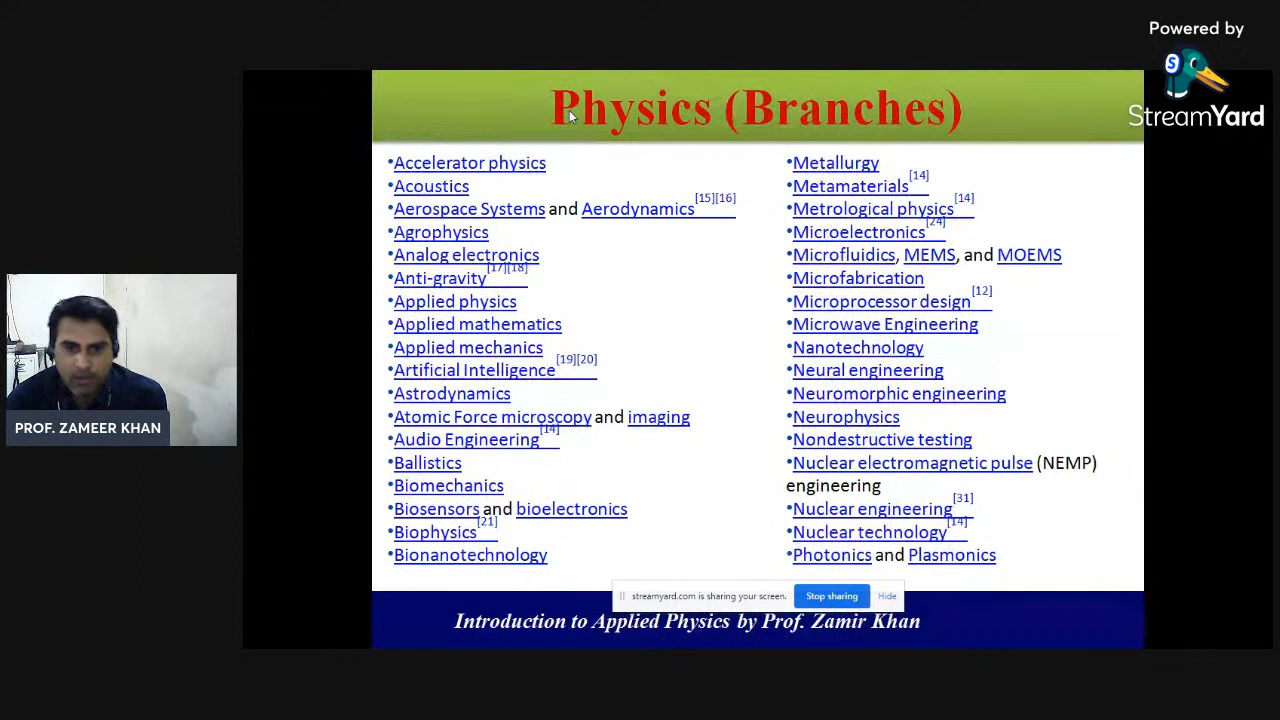 Powered by
StreamYard
Physics (Branches)
•Accelerator physics
•Acoustics
•Aerospace Systems and Aerodynamics[15][16]
•Agrophysics
•Analog electronics
•Anti-gravity[17][18]
•Applied physics
•Applied mathematics
•Applied mechanics
•Artificial Intelligence[19][20]
•Astrodynamics
•Atomic Force microscopy and imaging
•Audio Engineering[14]
•Ballistics
•Biomechanics
•Biosensors and bioelectronics
•Biophysics[21]
•Bionanotechnology
•Metallurgy
•Metamaterials[14]
•Metrological physics[14]
•Microelectronics[24]
•Microfluidics, MEMS, and MOEMS
•Microfabrication
•Microprocessor design[12]
•Microwave Engineering
•Nanotechnology
•Neural engineering
•Neuromorphic engineering
•Neurophysics
•Nondestructive testing
•Nuclear electromagnetic pulse (NEMP)
engineering
•Nuclear engineering[31]
•Nuclear technology[14]
•Photonics and Plasmonics
PROF. ZAMEER KHAN
streamyard.com is sharing your screen. Stop sharing Hide
Introduction to Applied Physics by Prof. Zamir Khan